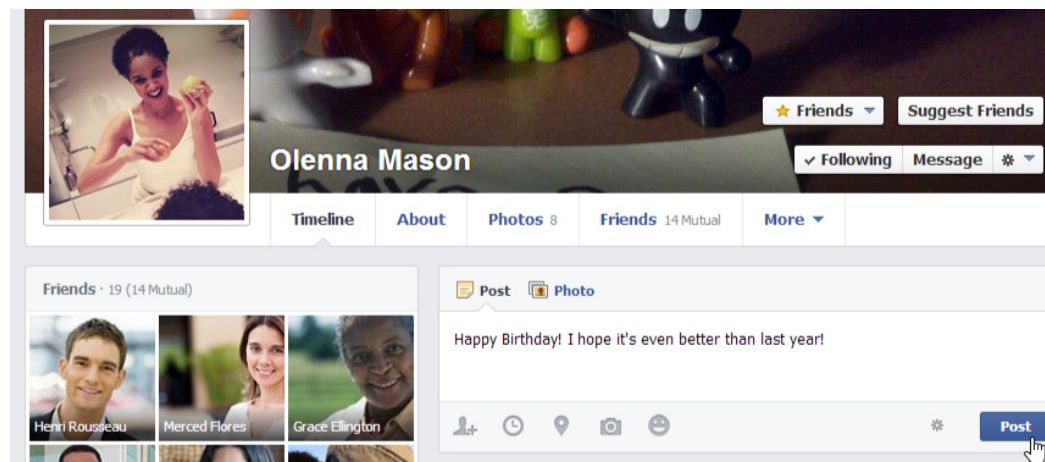 Friends
Suggest Friends
Olenna Mason
Following
Message
Timeline
About
Photos 8
Friends 14 Mutual
More
Friends · 19 (14 Mutual)
Henri Rousseau
Merced Flores
Grace Ellington
Post
Photo
Happy Birthday! I hope it's even better than last year!
Post